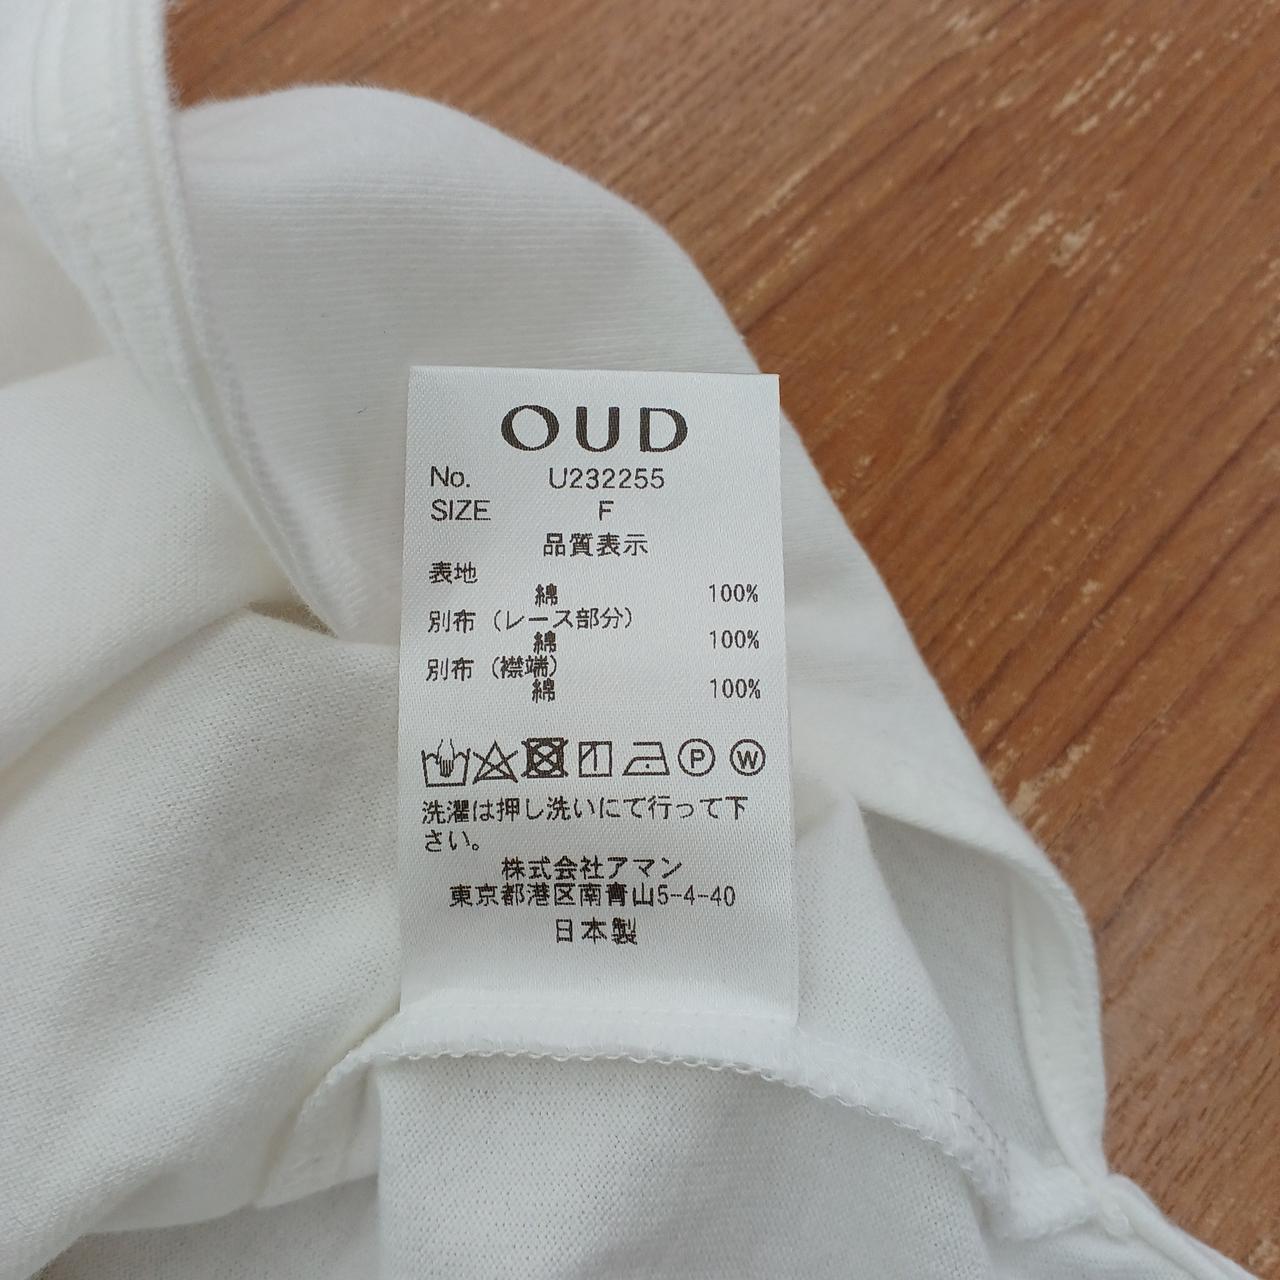 OUD
No. U232255
SIZE F
品質表示
表地
綿 100%
別布（レース部分）
綿 100%
別布（襟端）
綿 100%
P W
洗濯は押し洗いにて行って下
さい。
株式会社アマン
東京都港区南青山5-4-40
日本製